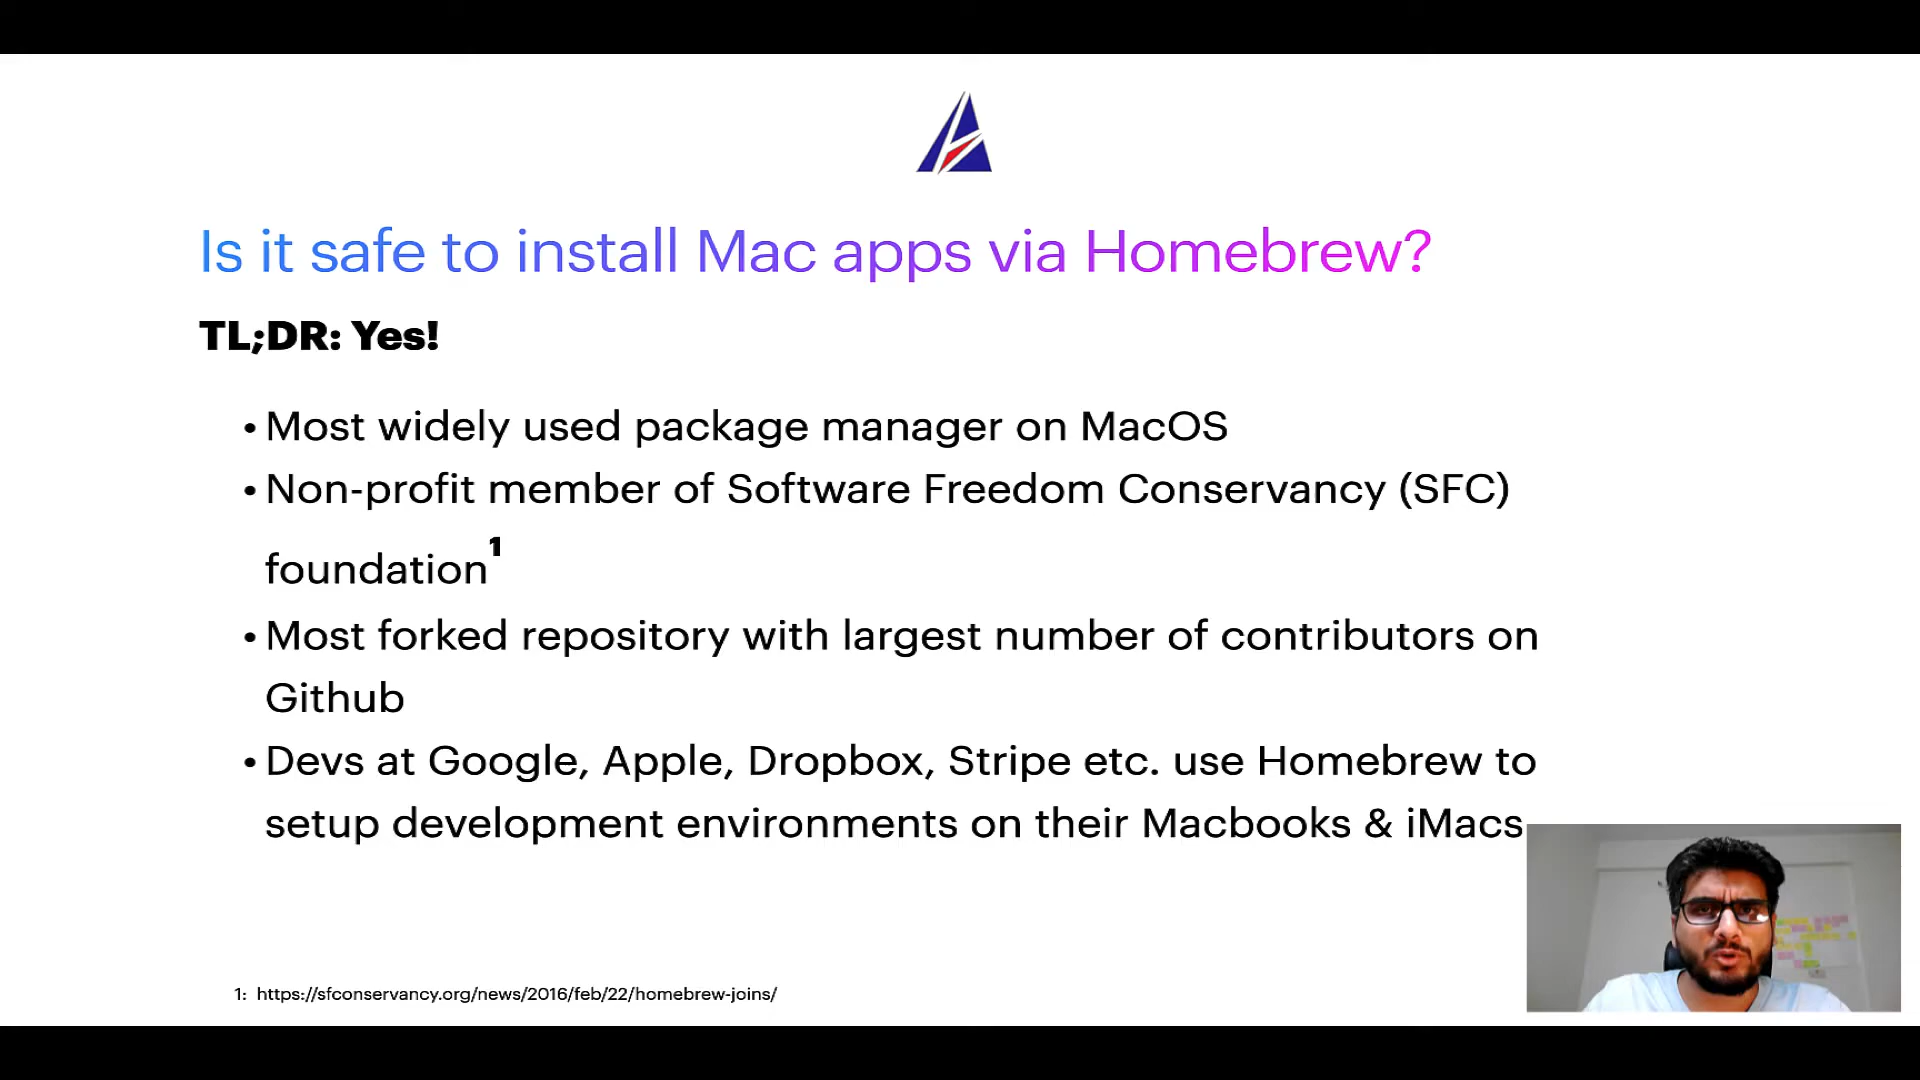 Is it safe to install Mac apps via Homebrew?
TL;DR: Yes!
• Most widely used package manager on MacOS
• Non-profit member of Software Freedom Conservancy (SFC)
foundation1
• Most forked repository with largest number of contributors on
Github
• Devs at Google, Apple, Dropbox, Stripe etc. use Homebrew to
setup development environments on their Macbooks & iMacs
1: https://sfconservancy.org/news/2016/feb/22/homebrew-joins/